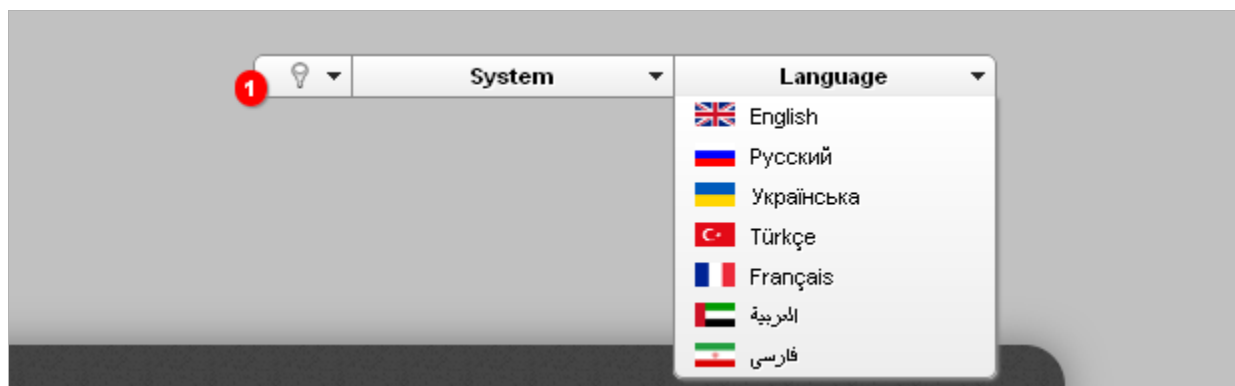 1
System
Language
English
Русский
Українська
Türkçe
Français
العربية
فارسی